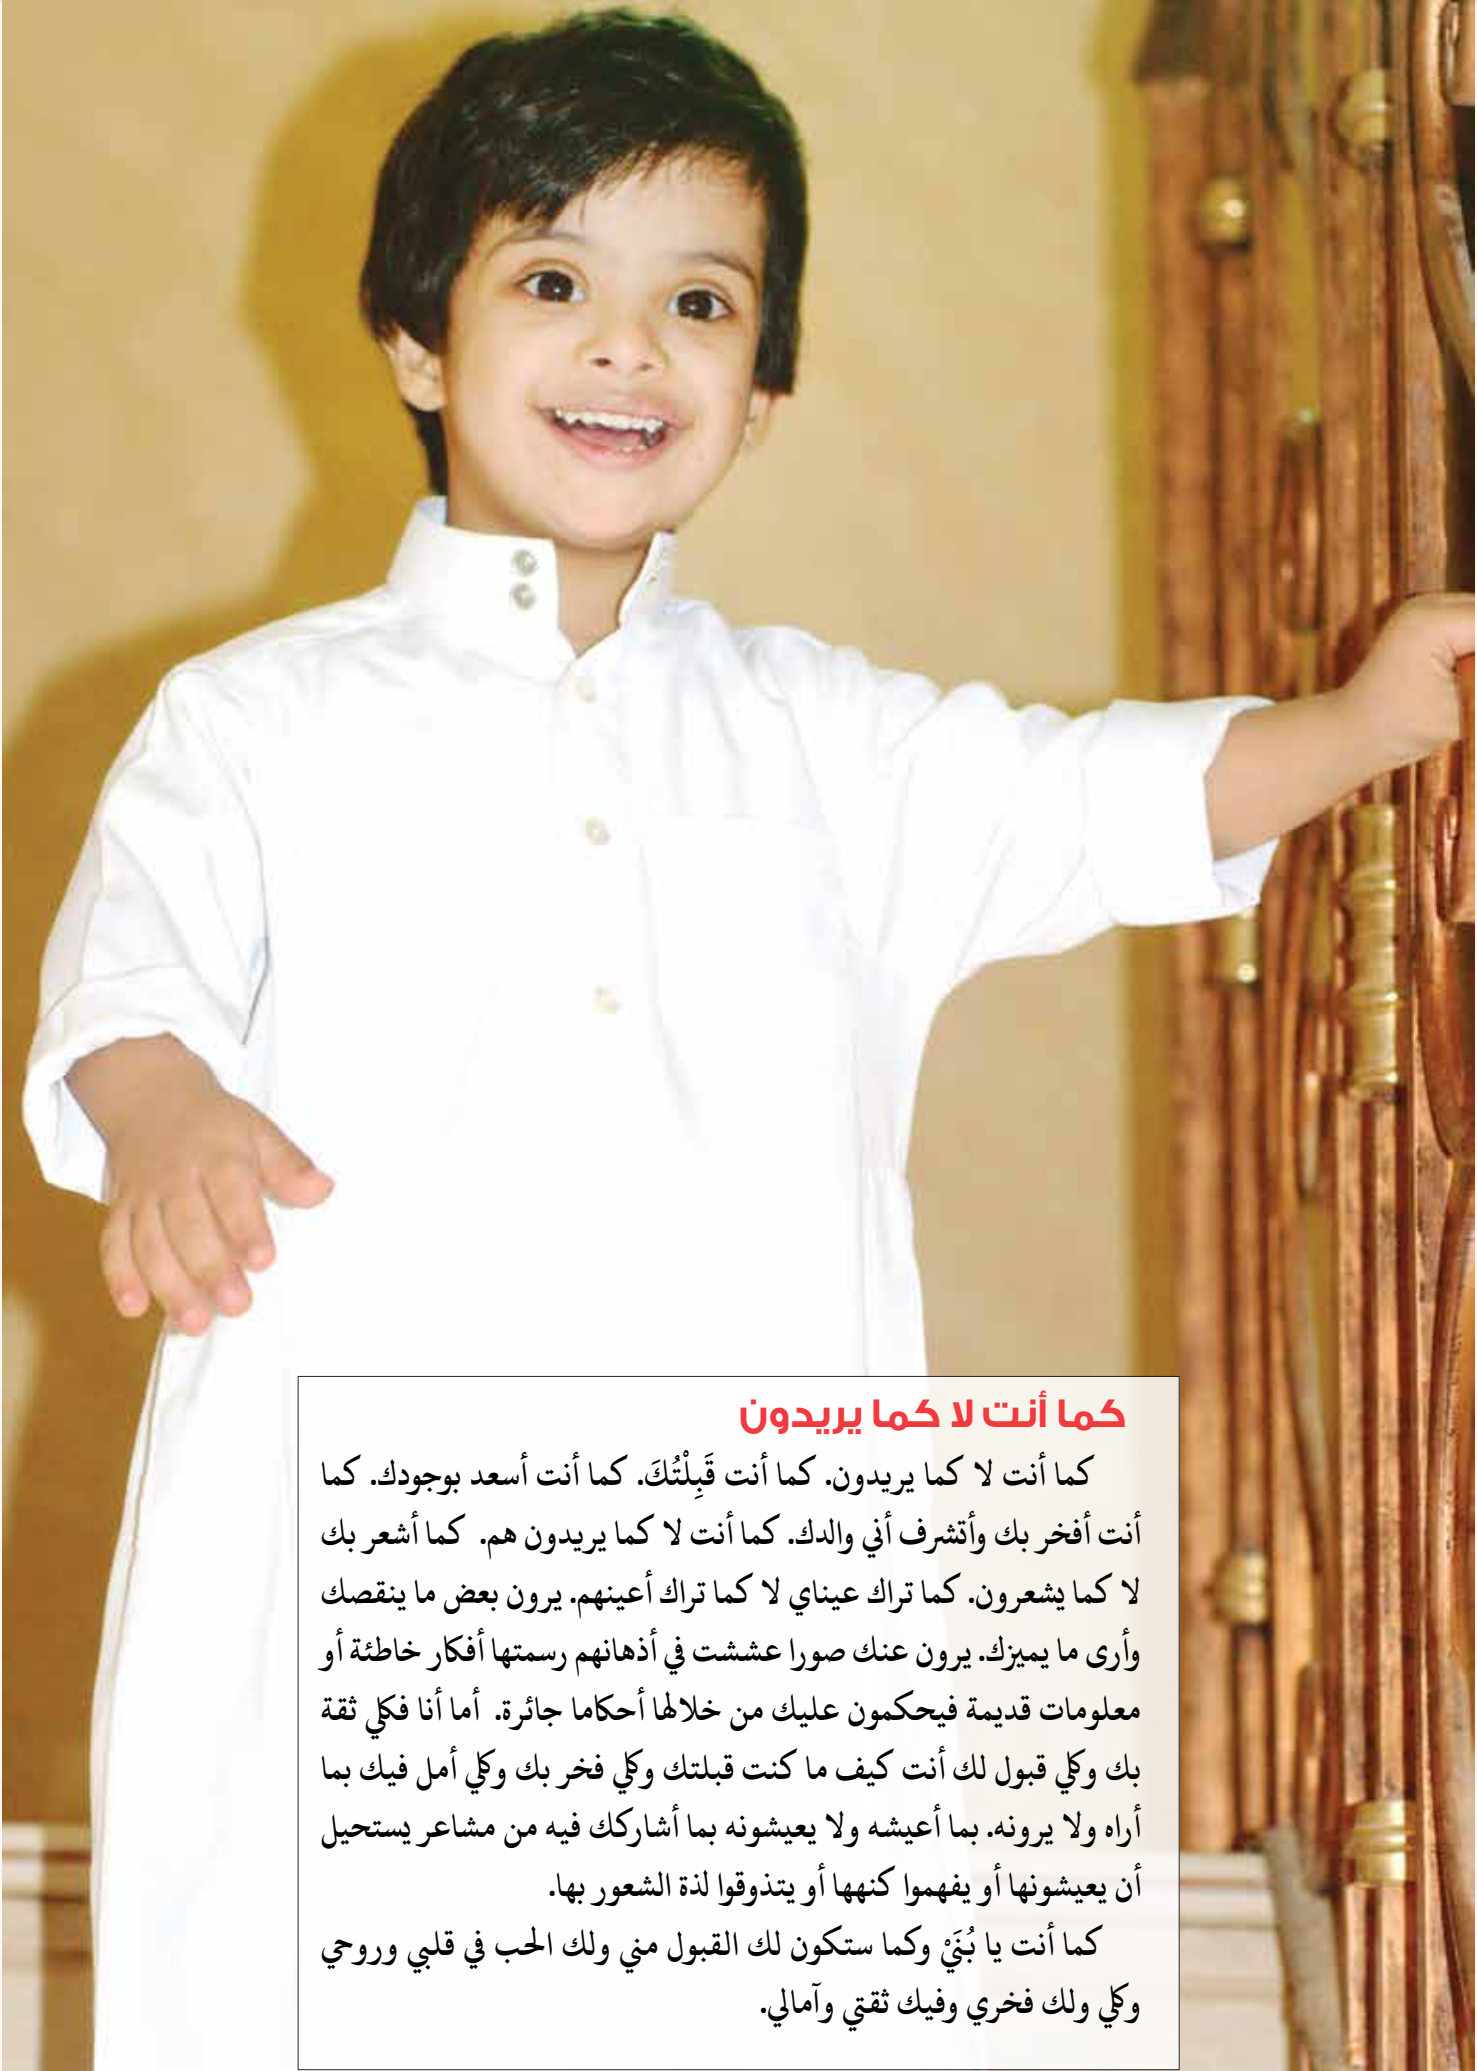 كما أنت لا كما يريدون
كما أنت لا كما يريدون. كما أنت قَبِلْتُكَ. كما أنت أسعد بوجودك. كما
أنت أفخر بك وأتشرف أني والدك. كما أنت لا كما يريدون هم. كما أشعر بك
لا كما يشعرون. كما تراك عيناي لا كما تراك أعينهم. يرون بعض ما ينقصك
وأرى ما يميزك. يرون عنك صورا عششت في أذهانهم رسمتها أفكار خاطئة أو
معلومات قديمة فيحكمون عليك من خلالها أحكاما جائرة. أما أنا فكلي ثقة
بك وكلي قبول لك أنت كيف ما كنت قبلتك وكلي فخر بك وكلي أمل فيك بما
أراه ولا يرونه. بما أعيشه ولا يعيشونه بما أشاركك فيه من مشاعر يستحيل
أن يعيشونها أو يفهموا كنهها أو يتذوقوا لذة الشعور بها.
كما أنت يا بُنَيْ وكما ستكون لك القبول مني ولك الحب في قلبي وروحي
وكلي ولك فخري وفيك ثقتي وآمالي.